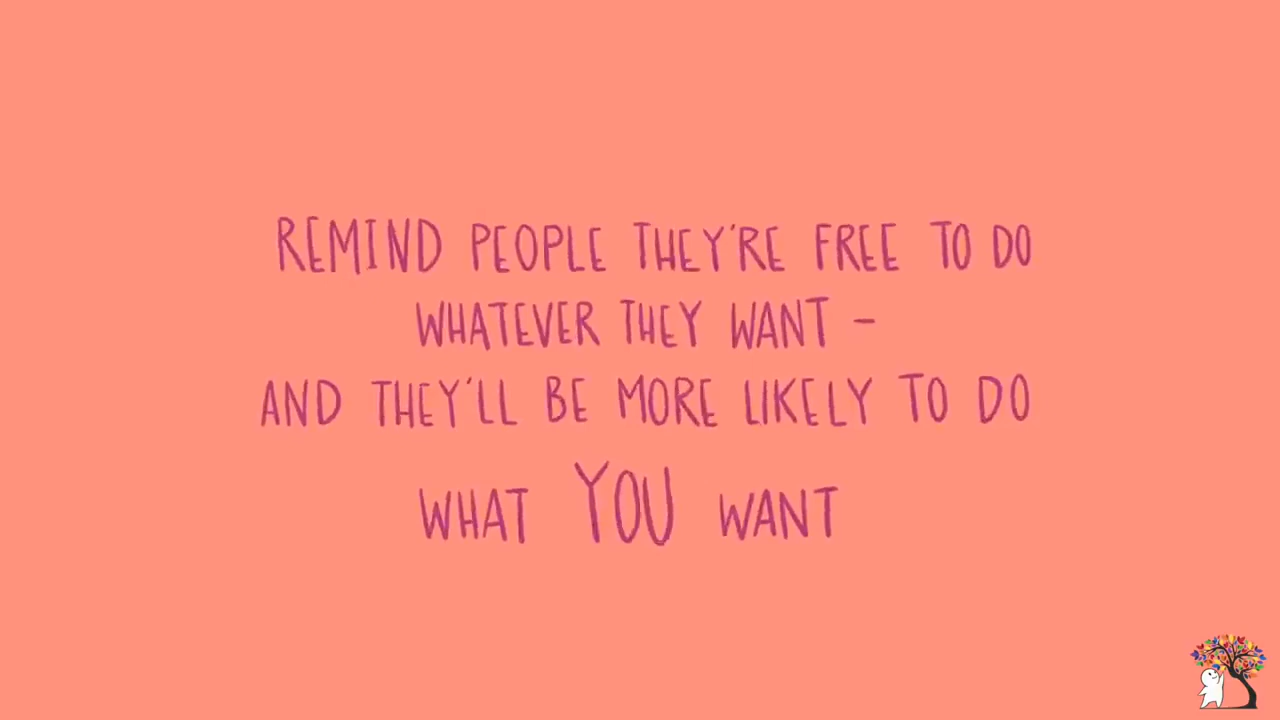 REMIND PEOPLE THEY'RE FREE TO DO
WHATEVER THEY WANT -
AND THEY'LL BE MORE LIKELY TO DO
WHAT YOU WANT